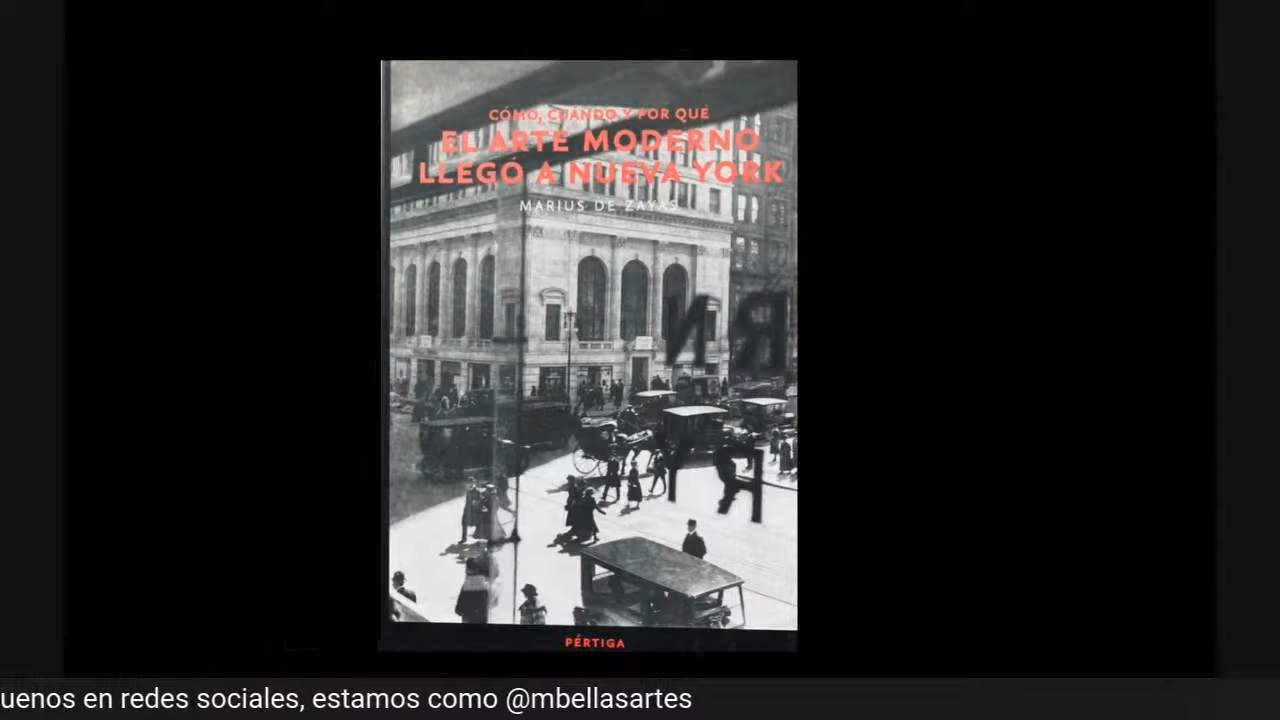 CÓMO, CUÁNDO Y POR QUÉ
EL ARTE MODERNO
LLEGÓ A NUEVA YORK
MARIUS DE ZAYAS
PÉRTIGA
uenos en redes sociales, estamos como @mbellasartes